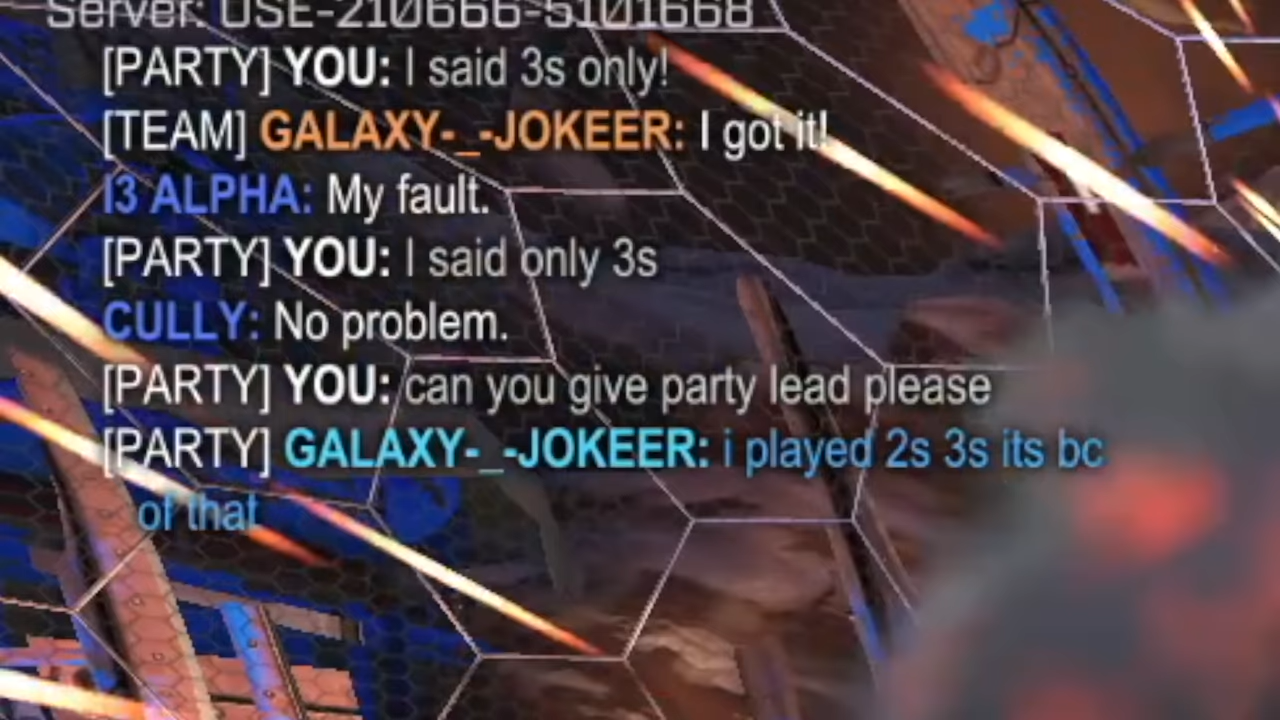 Server: USE-210666-5101668
[PARTY] YOU: I said 3s only!
[TEAM] GALAXY-_-JOKEER: I got it!
I3 ALPHA: My fault.
[PARTY] YOU: I said only 3s
CULLY: No problem.
[PARTY] YOU: can you give party lead please
[PARTY] GALAXY-_-JOKEER: i played 2s 3s its bc
of that